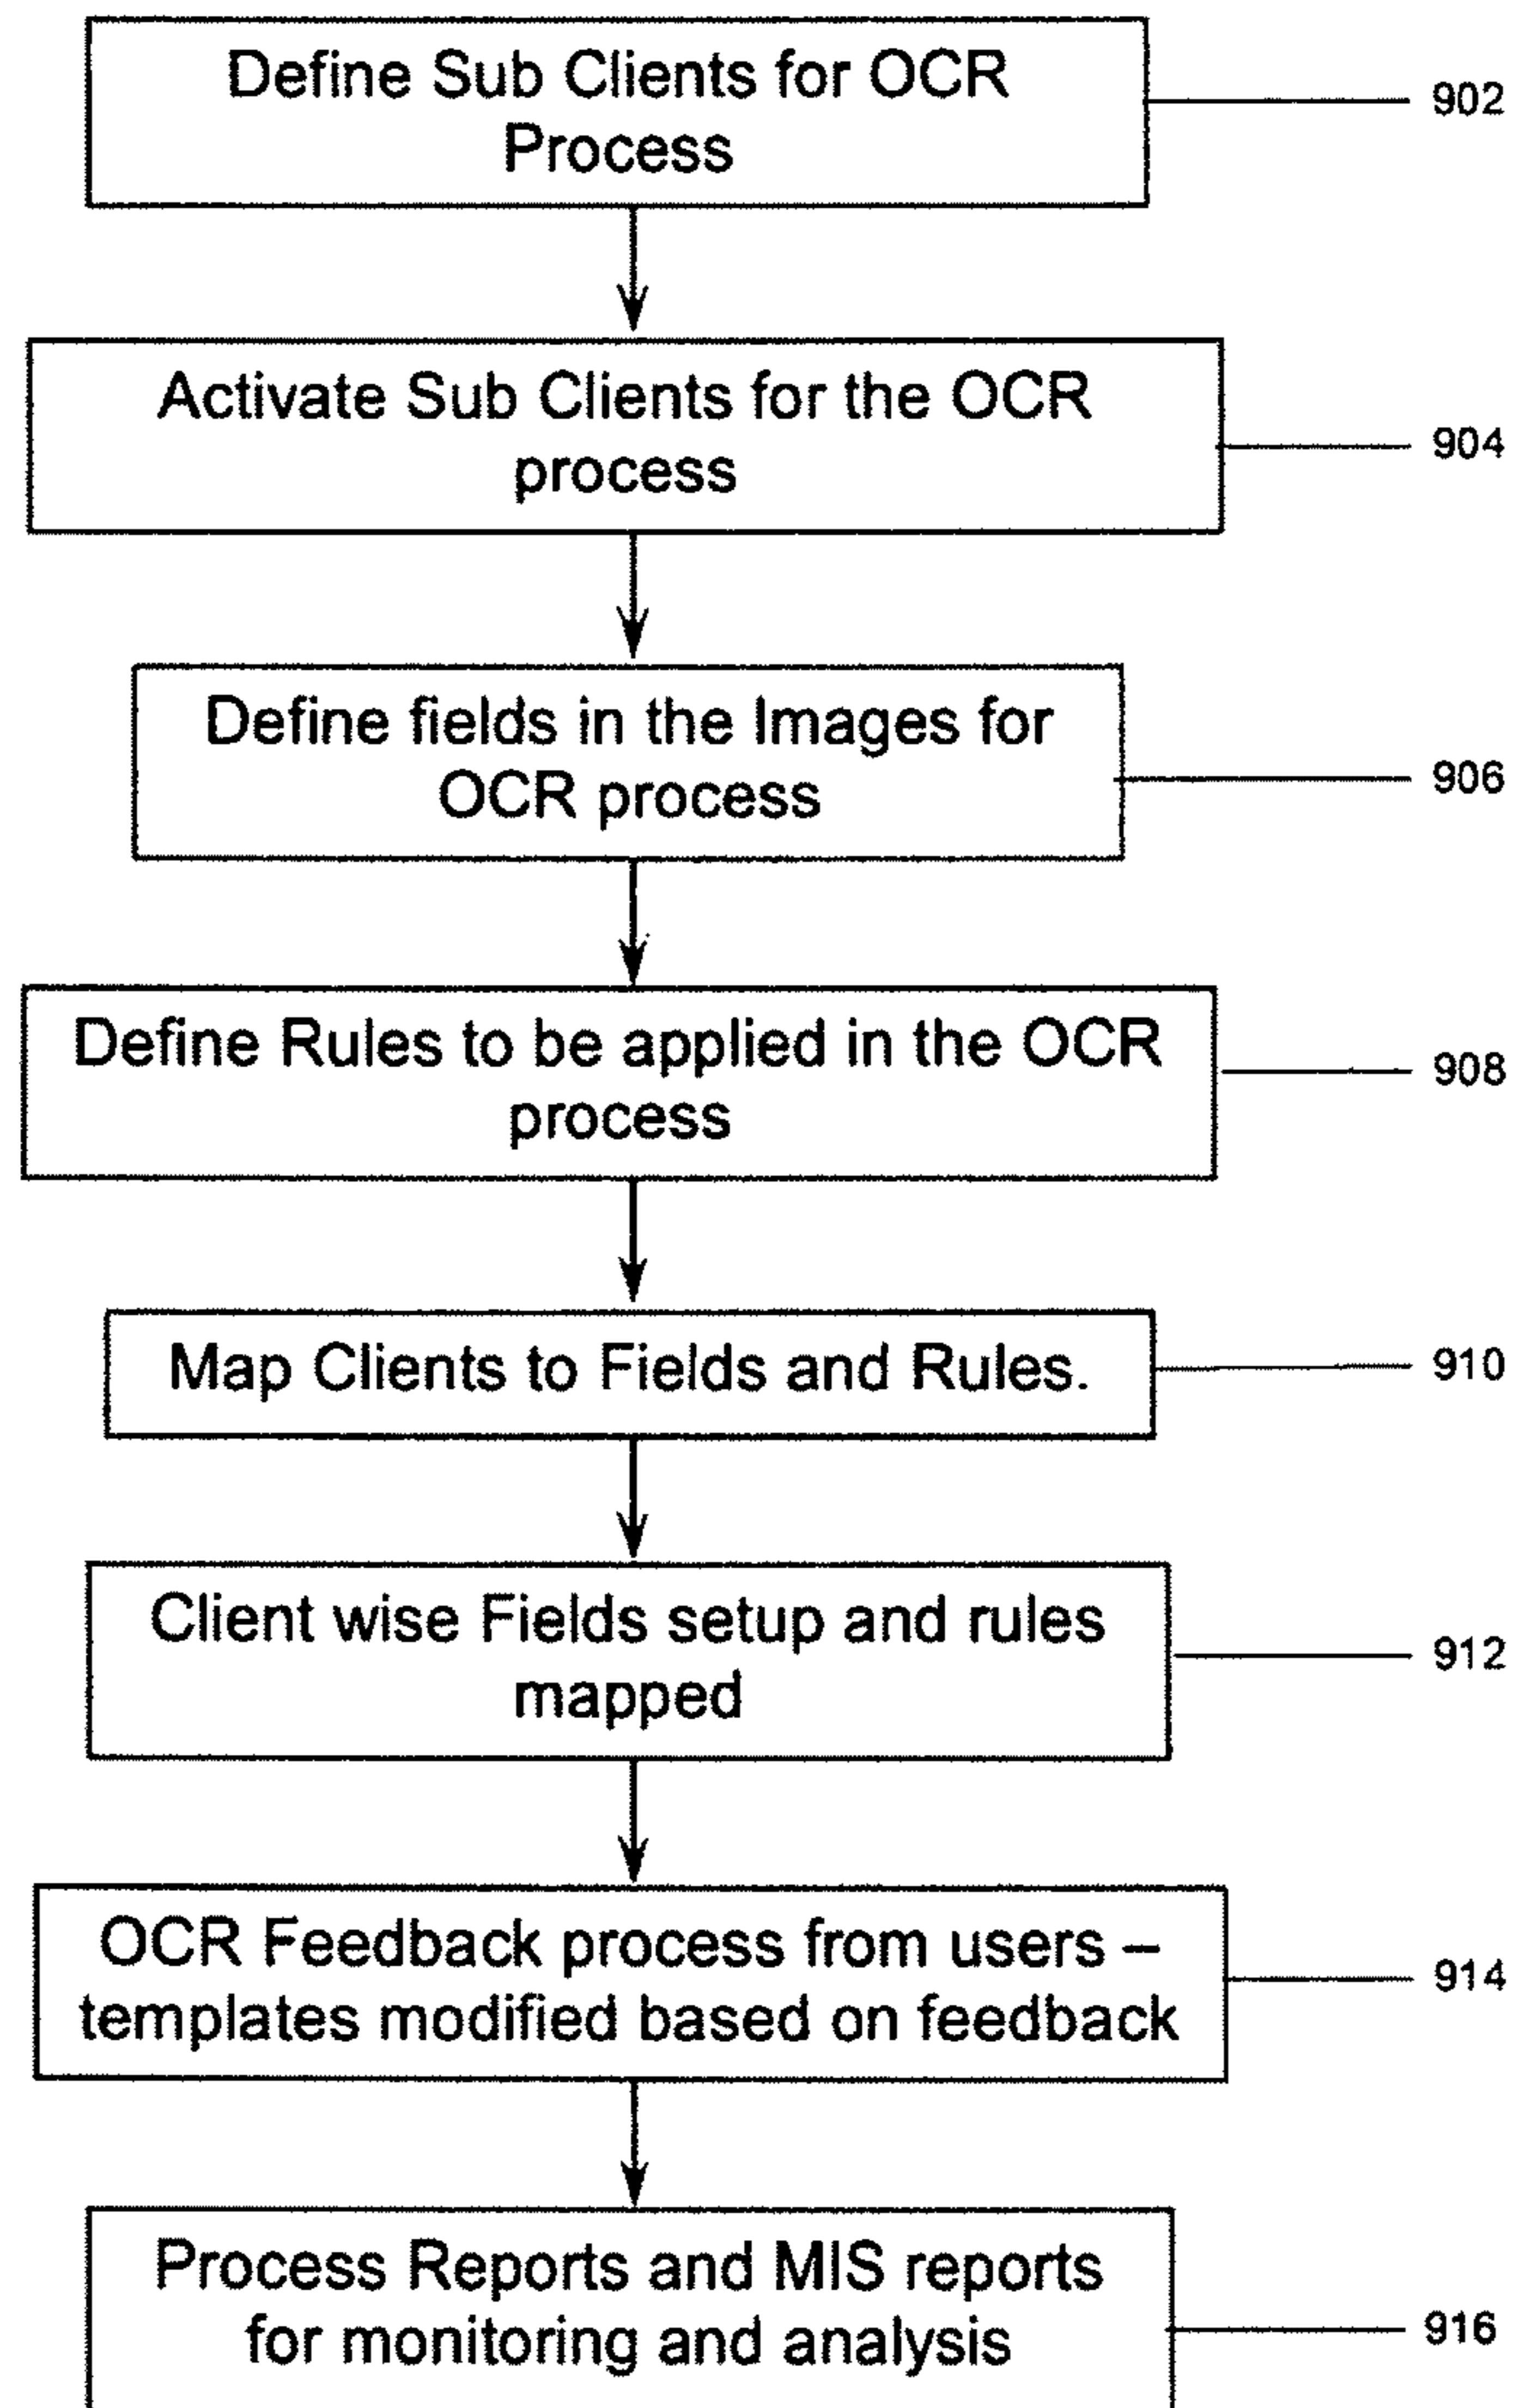 Define Sub Clients for OCR
Process
902
Activate Sub Clients for the OCR
process
904
Define fields in the Images for
OCR process
906
Define Rules to be applied in the OCR
process
908
Map Clients to Fields and Rules.
910
Client wise Fields setup and rules
mapped
912
OCR Feedback process from users –
templates modified based on feedback
914
Process Reports and MIS reports
for monitoring and analysis
916